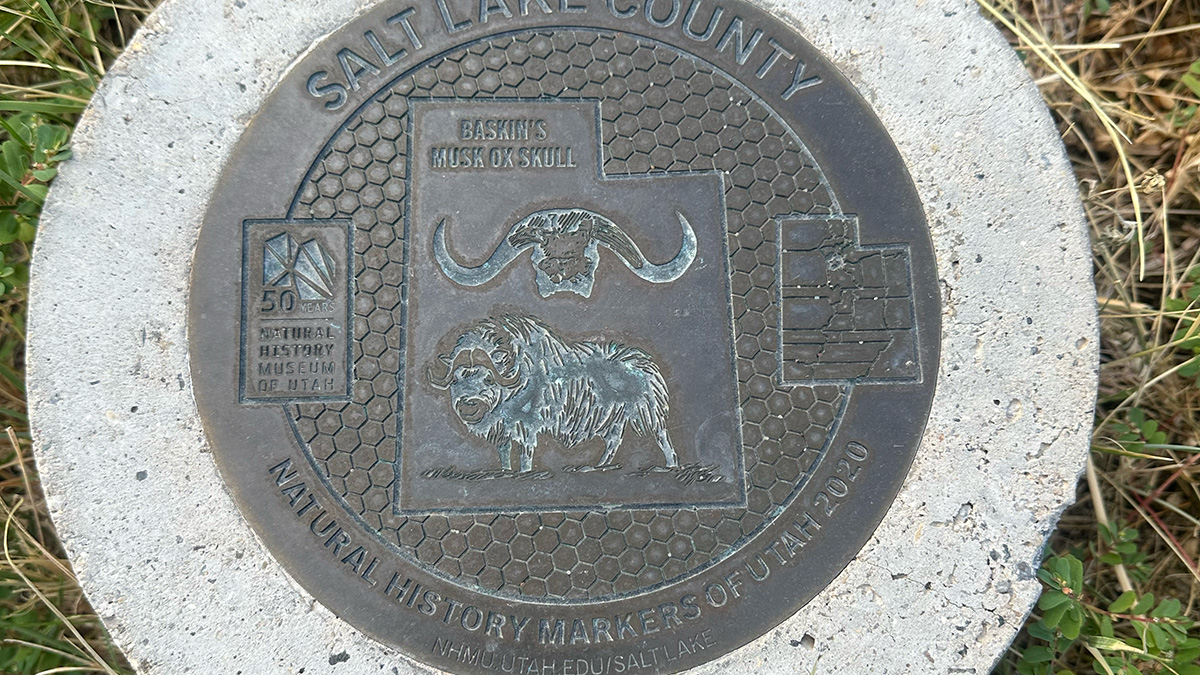 SALT LAKE COUNTY
BASKIN'S
MUSK OX SKULL
50 YEARS
NATURAL
HISTORY
MUSEUM
OF UTAH
NATURAL HISTORY MARKERS OF UTAH 2020
NHMU.UTAH.EDU/SALTLAKE